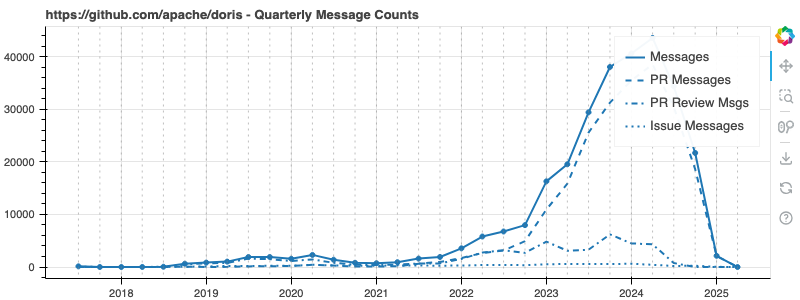 https://github.com/apache/doris - Quarterly Message Counts
40000
30000
20000
10000
0
Messages
PR Messages
PR Review Msgs
Issue Messages
2018
2019
2020
2021
2022
2023
2024
2025